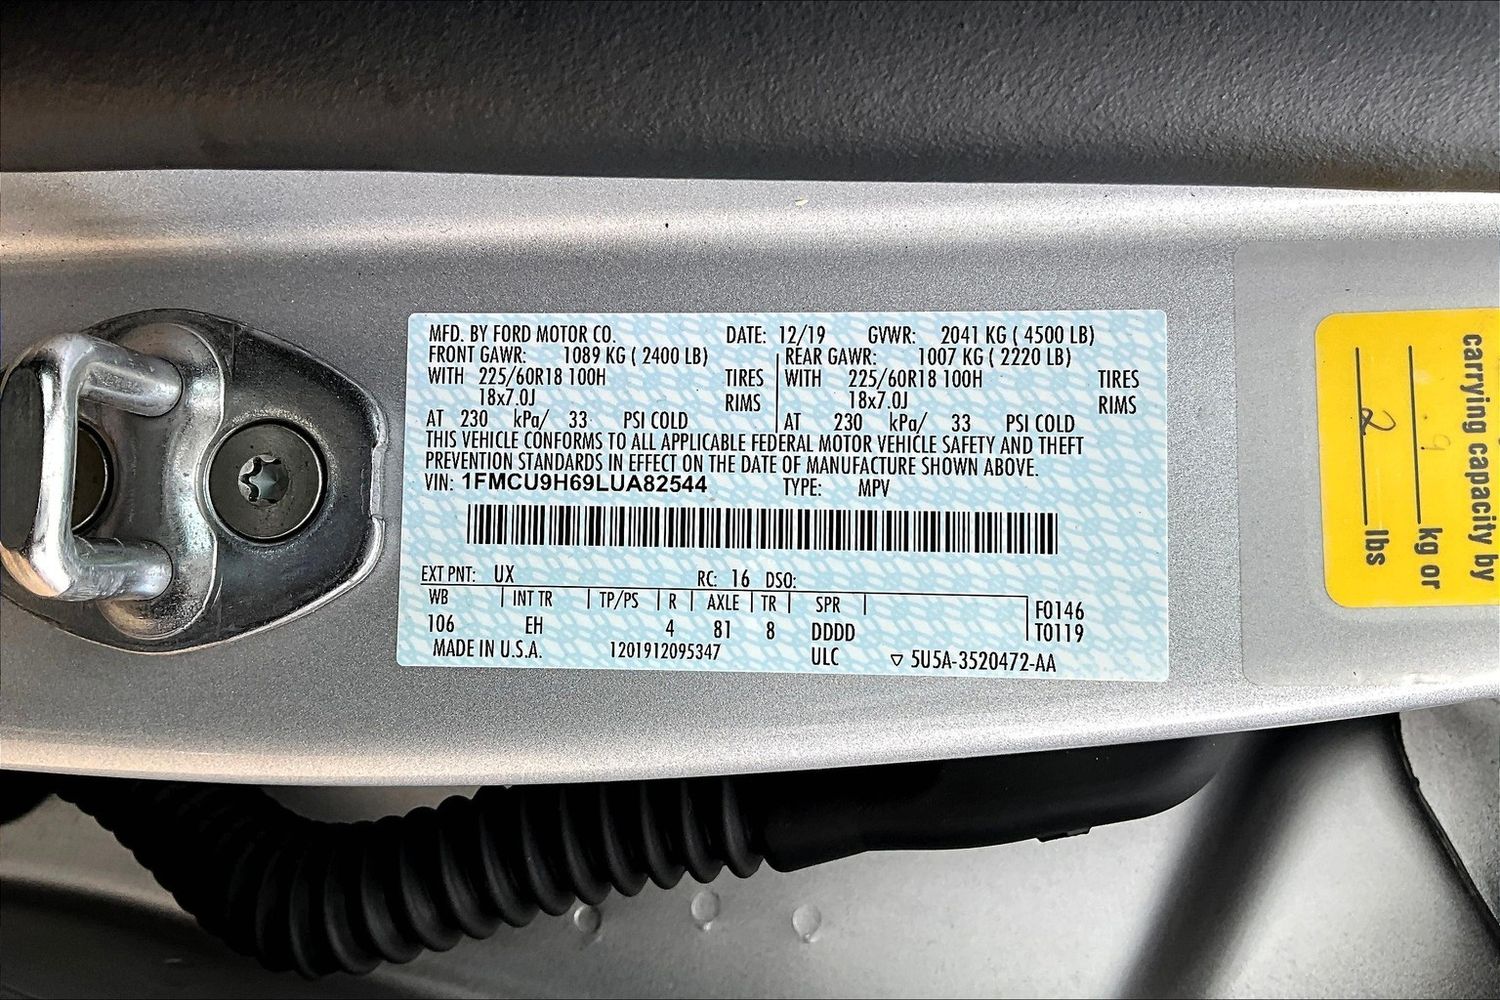 MFD. BY FORD MOTOR CO. DATE: 12/19 GVWR: 2041 KG ( 4500 LB)
FRONT GAWR: 1089 KG ( 2400 LB) REAR GAWR: 1007 KG ( 2220 LB)
WITH 225/60R18 100H TIRES WITH 225/60R18 100H TIRES
18x7.0J RIMS 18x7.0J RIMS
AT 230 kPa/ 33 PSI COLD AT 230 kPa/ 33 PSI COLD
THIS VEHICLE CONFORMS TO ALL APPLICABLE FEDERAL MOTOR VEHICLE SAFETY AND THEFT
PREVENTION STANDARDS IN EFFECT ON THE DATE OF MANUFACTURE SHOWN ABOVE.
VIN: 1FMCU9H69LUA82544 TYPE: MPV
EXT PNT: UX RC: 16 DSO:
WB INT TR TP/PS R AXLE TR SPR F0146
106 EH 4 81 8 DDDD T0119
MADE IN U.S.A. 1201912095347 ULC 5U5A-3520472-AA
carrying capacity by
9 kg or
2 lbs